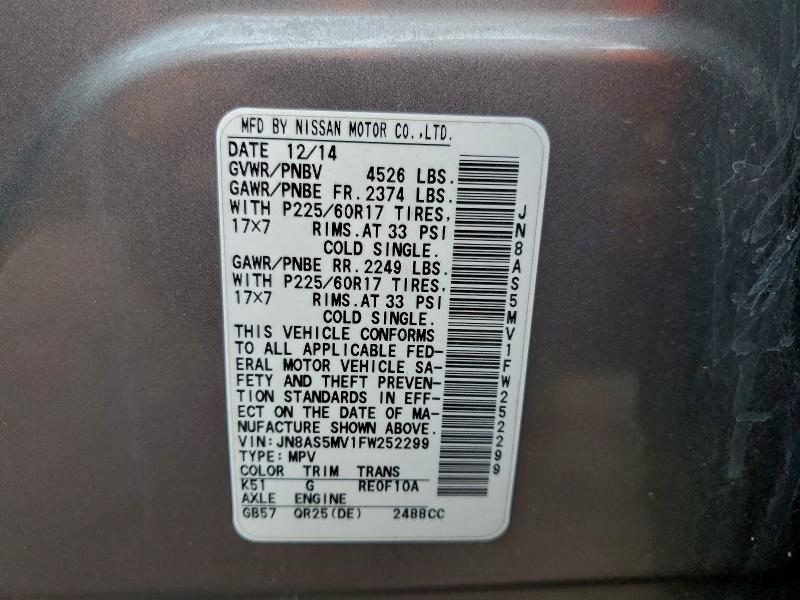 MFD BY NISSAN MOTOR CO.,LTD.
DATE 12/14
GVWR/PNBV 4526 LBS.
GAWR/PNBE FR. 2374 LBS.
WITH P225/60R17 TIRES,
17×7 RIMS.AT 33 PSI
COLD SINGLE.
GAWR/PNBE RR. 2249 LBS.
WITH P225/60R17 TIRES,
17×7 RIMS.AT 33 PSI
COLD SINGLE.
THIS VEHICLE CONFORMS
TO ALL APPLICABLE FED-
ERAL MOTOR VEHICLE SA-
FETY AND THEFT PREVEN-
TION STANDARDS IN EFF-
ECT ON THE DATE OF MA-
NUFACTURE SHOWN ABOVE.
VIN: JN8AS5MV1FW252299
TYPE: MPV
COLOR TRIM TRANS
K51 G RE0F10A
AXLE ENGINE
GB57 QR25(DE) 2488CC
JN8AS5MV1FW252299